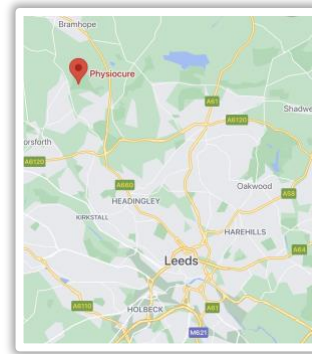 Bramhope
Physiocure
A61
Shadwe
A6120
orsforth
A6120
A660
Oakwood
A58
HEADINGLEY
KIRKSTALL
HAREHILLS
A64
Leeds
A6110
A61
HOLBECK
M621